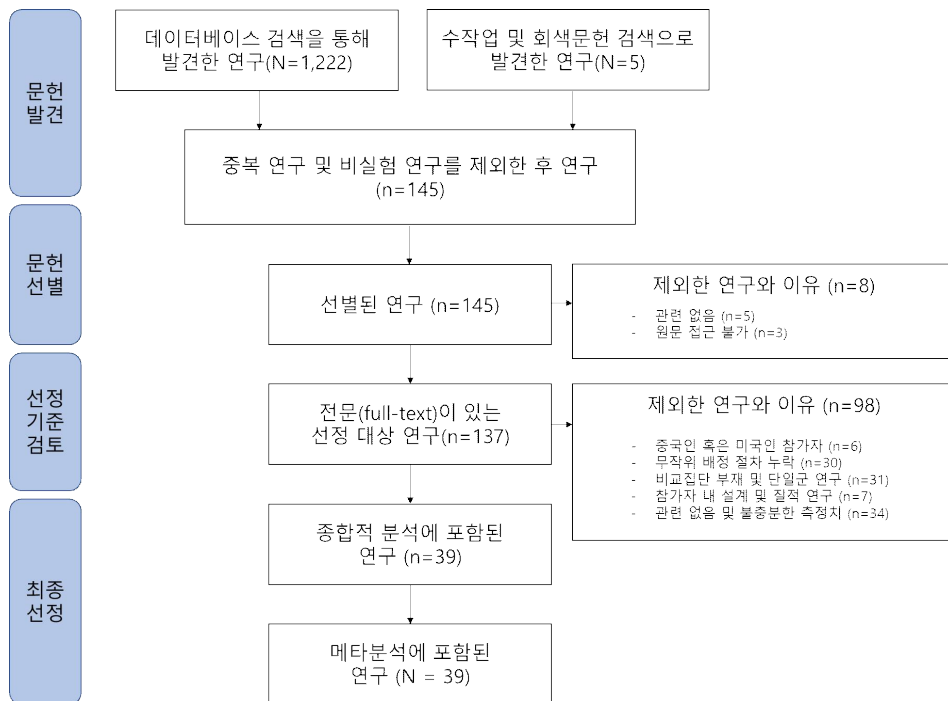 문헌
발견
데이터베이스 검색을 통해
발견한 연구(N=1,222)
수작업 및 회색문헌 검색으로
발견한 연구(N=5)
중복 연구 및 비실험 연구를 제외한 후 연구
(n=145)
문헌
선별
선별된 연구 (n=145)
제외한 연구와 이유 (n=8)
- 관련 없음 (n=5)
- 원문 접근 불가 (n=3)
선정
기준
검토
전문(full-text)이 있는
선정 대상 연구(n=137)
제외한 연구와 이유 (n=98)
- 중국인 혹은 미국인 참가자 (n=6)
- 무작위 배정 절차 누락 (n=30)
- 비교집단 부재 및 단일군 연구 (n=31)
- 참가자 내 설계 및 질적 연구 (n=7)
- 관련 없음 및 불충분한 측정치 (n=34)
최종
선정
종합적 분석에 포함된
연구 (n=39)
메타분석에 포함된
연구 (N = 39)